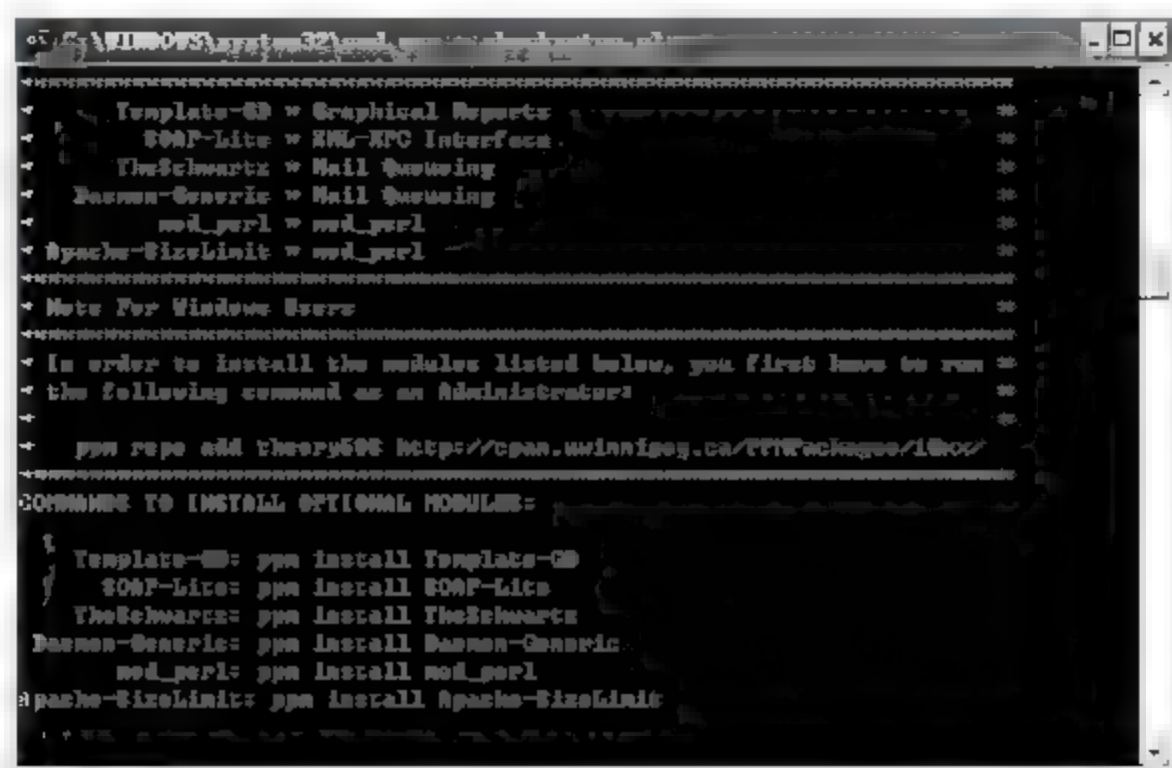 ***********************************************************************
* Template-GD * Graphical Reports *
* SOAP-Lite * XML-RPC Interface *
* TheSchwartz * Mail Queueing *
* Daemon-Generic * Mail Queueing *
* mod_perl * mod_perl *
* Apache-SizeLimit * mod_perl *
***********************************************************************
* Note For Windows Users *
***********************************************************************
* In order to install the modules listed below, you first have to run *
* the following command as an Administrator: *
* *
* ppm repo add theory58S http://cpan.uwinnipeg.ca/PPMPackages/10xx/
***********************************************************************
COMMANDS TO INSTALL OPTIONAL MODULES:
Template-GD: ppm install Template-GD
SOAP-Lite: ppm install SOAP-Lite
TheSchwartz: ppm install TheSchwartz
Daemon-Generic: ppm install Daemon-Generic
mod_perl: ppm install mod_perl
Apache-SizeLimit: ppm install Apache-SizeLimit